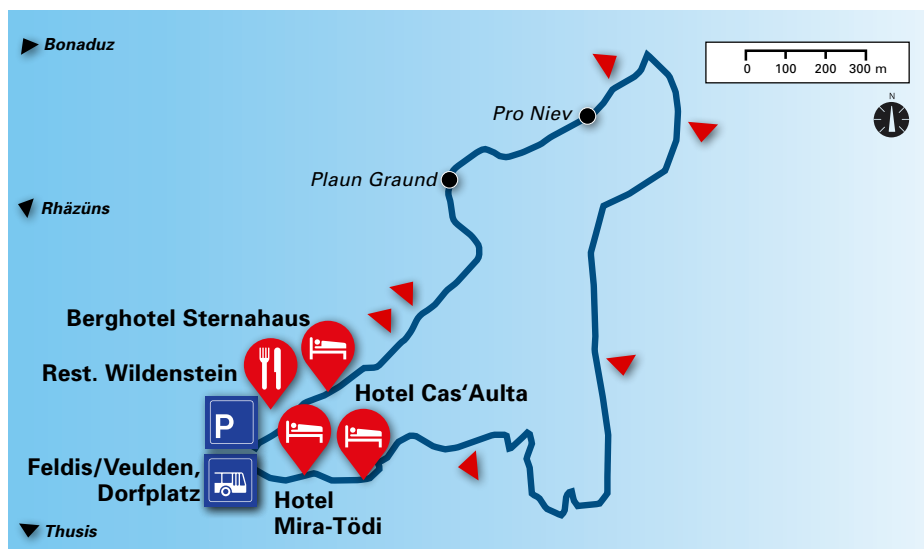 Bonaduz
0 100 200 300 m
N
Pro Niev
Plaun Graund
Rhäzüns
Berghotel Sternahaus
Rest. Wildenstein
Hotel Cas‘Aulta
P
Feldis/Veulden,
Dorfplatz
Hotel
Mira-Tödi
Thusis